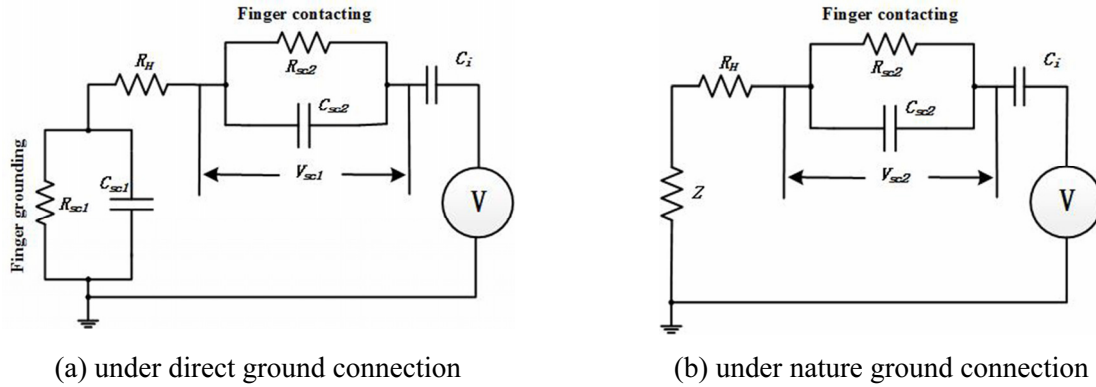 Finger contacting
R_H
R_sc2
C_i
C_sc2
V_sc1
Finger grounding
R_sc1
C_sc1
V
(a) under direct ground connection
Finger contacting
R_H
R_sc2
C_i
C_sc2
V_sc2
Z
V
(b) under nature ground connection